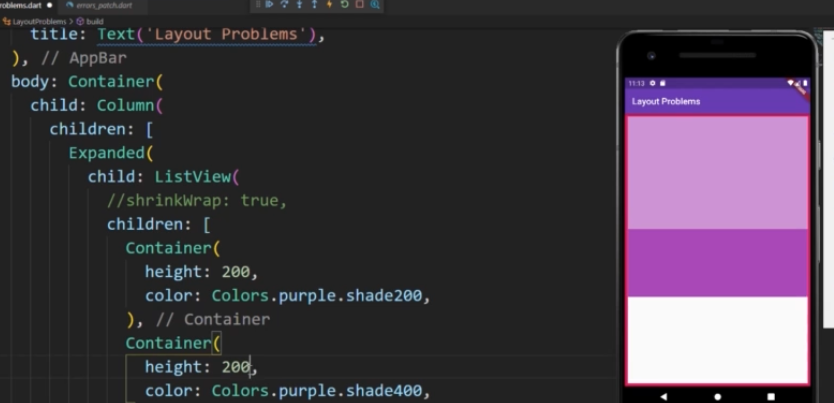 roblems.dart
errors_patch.dart
LayoutProblems > build
title: Text('Layout Problems'),
), // AppBar
body: Container(
child: Column(
children: [
Expanded(
child: ListView(
//shrinkWrap: true,
children: [
Container(
height: 200,
color: Colors.purple.shade200,
), // Container
Container(
height: 200,
color: Colors.purple.shade400,
11:13
Layout Problems